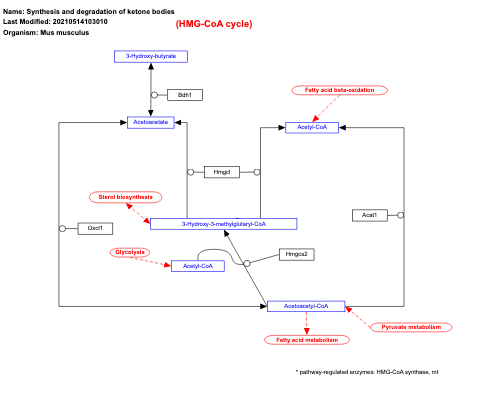 Name: Synthesis and degradation of ketone bodies
Last Modified: 20210514103010
(HMG-CoA cycle)
Organism: Mus musculus
3-Hydroxy-butyrate
Fatty acid beta-oxidation
Bdh1
Acetoacetate
Acetyl-CoA
Hmgcl
Sterol biosynthesis
Acat1
3-Hydroxy-3-methylglutaryl-CoA
Oxct1
Glycolysis
Hmgcs2
Acetyl-CoA
Acetoacetyl-CoA
Pyruvate metabolism
Fatty acid metabolism
* pathway-regulated enzymes: HMG-CoA synthase, mt